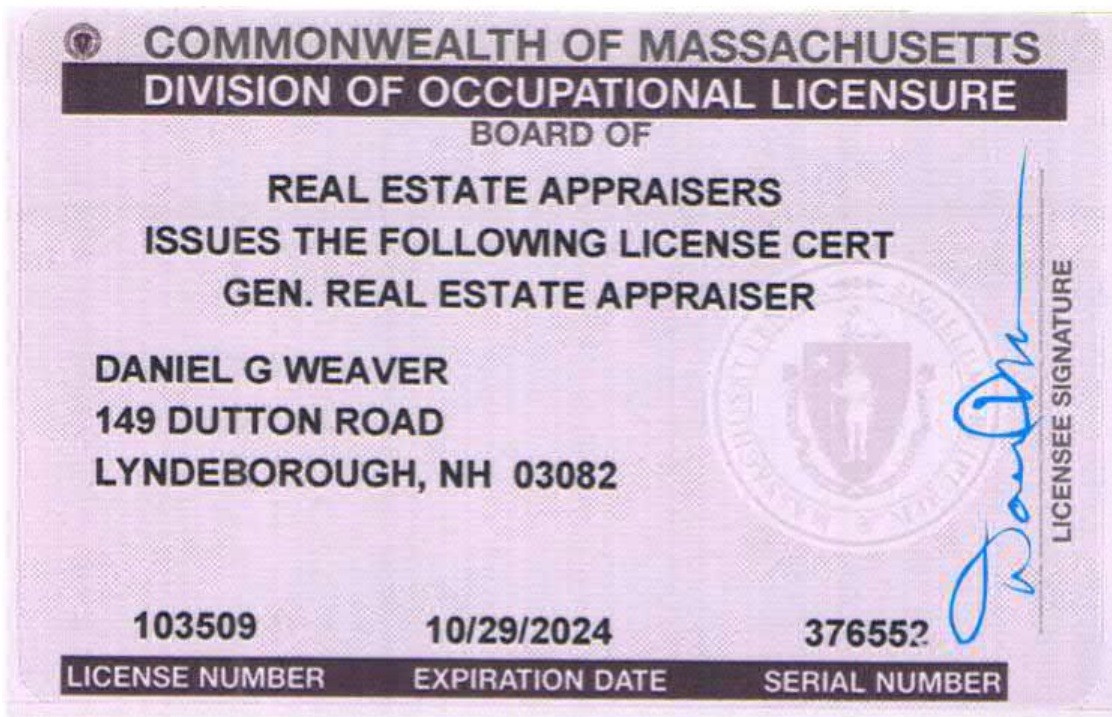 COMMONWEALTH OF MASSACHUSETTS
DIVISION OF OCCUPATIONAL LICENSURE
BOARD OF
REAL ESTATE APPRAISERS
ISSUES THE FOLLOWING LICENSE CERT
GEN. REAL ESTATE APPRAISER
DANIEL G WEAVER
149 DUTTON ROAD
LYNDEBOROUGH, NH 03082
LICENSEE SIGNATURE
103509 10/29/2024 376552
LICENSE NUMBER EXPIRATION DATE SERIAL NUMBER